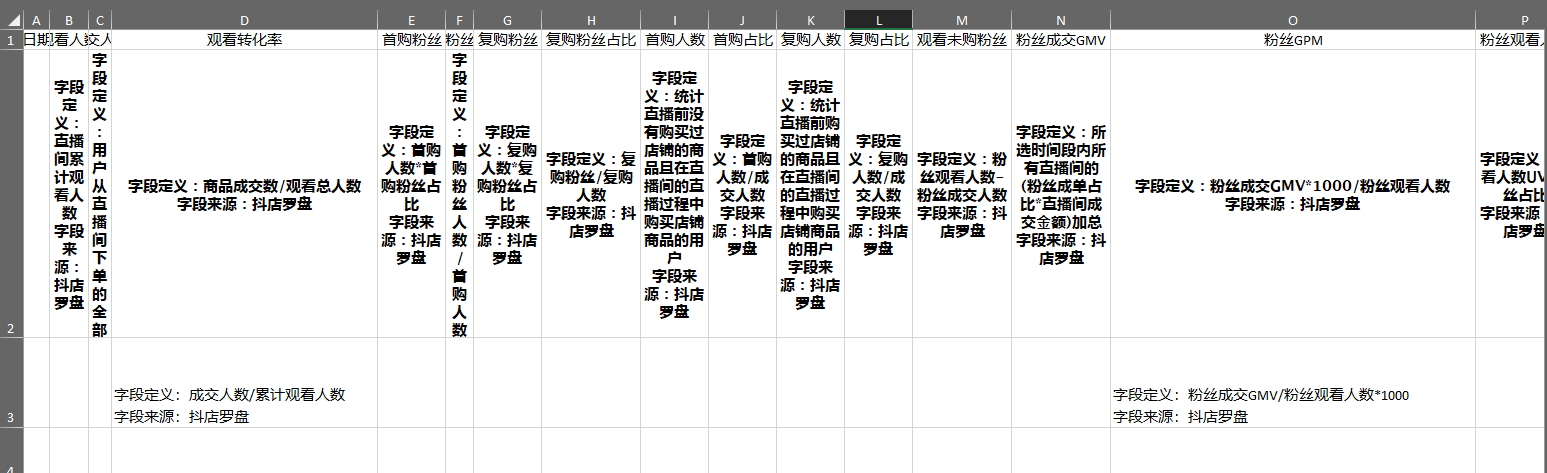 A B C D E F G H I J K L M N O P
1 日期 观看人 交人 观看转化率 首购粉丝 粉丝 复购粉丝 复购粉丝占比 首购人数 首购占比 复购人数 复购占比 观看未购粉丝 粉丝成交GMV 粉丝GPM 粉丝观看
2
字段
定
义：
直播
间累
计观
看人
数
字段
来
源：
抖店
罗盘
字
段
定
义
：
用
户
从
直
播
间
下
单
的
全
部
字段定义：商品成交数/观看总人数
字段来源：抖店罗盘
字段定
义：首购
人数*首
购粉丝占
比
字段来
源：抖店
罗盘
字
段
定
义
：
首
购
粉
丝
人
数
/
首
购
人
数
字段定
义：复购
人数*复
购粉丝占
比
字段来
源：抖店
罗盘
字段定义：复
购粉丝/复购
人数
字段来源：抖
店罗盘
字段定
义：统计
直播前没
有购买过
店铺的商
品且在直
播间的直
播过程中
购买店铺
商品的用
户
字段来
源：抖店
罗盘
字段定
义：首购
人数/成
交人数
字段来
源：抖店
罗盘
字段定
义：统计
直播前购
买过店铺
的商品且
在直播间
的直播过
程中购买
店铺商品
的用户
字段来
源：抖店
罗盘
字段定
义：复购
人数/成
交人数
字段来
源：抖店
罗盘
字段定义：粉
丝观看人数-
粉丝成交人数
字段来源：抖
店罗盘
字段定义：所
选时间段内所
有直播间的
(粉丝成单占
比*直播间成
交金额)加总
字段来源：抖
店罗盘
字段定义：粉丝成交GMV*1000/粉丝观看人数
字段来源：抖店罗盘
字段定义
看人数UV
丝占比
字段来源
店罗盘
3
字段定义：成交人数/累计观看人数
字段来源：抖店罗盘
字段定义：粉丝成交GMV/粉丝观看人数*1000
字段来源：抖店罗盘
4